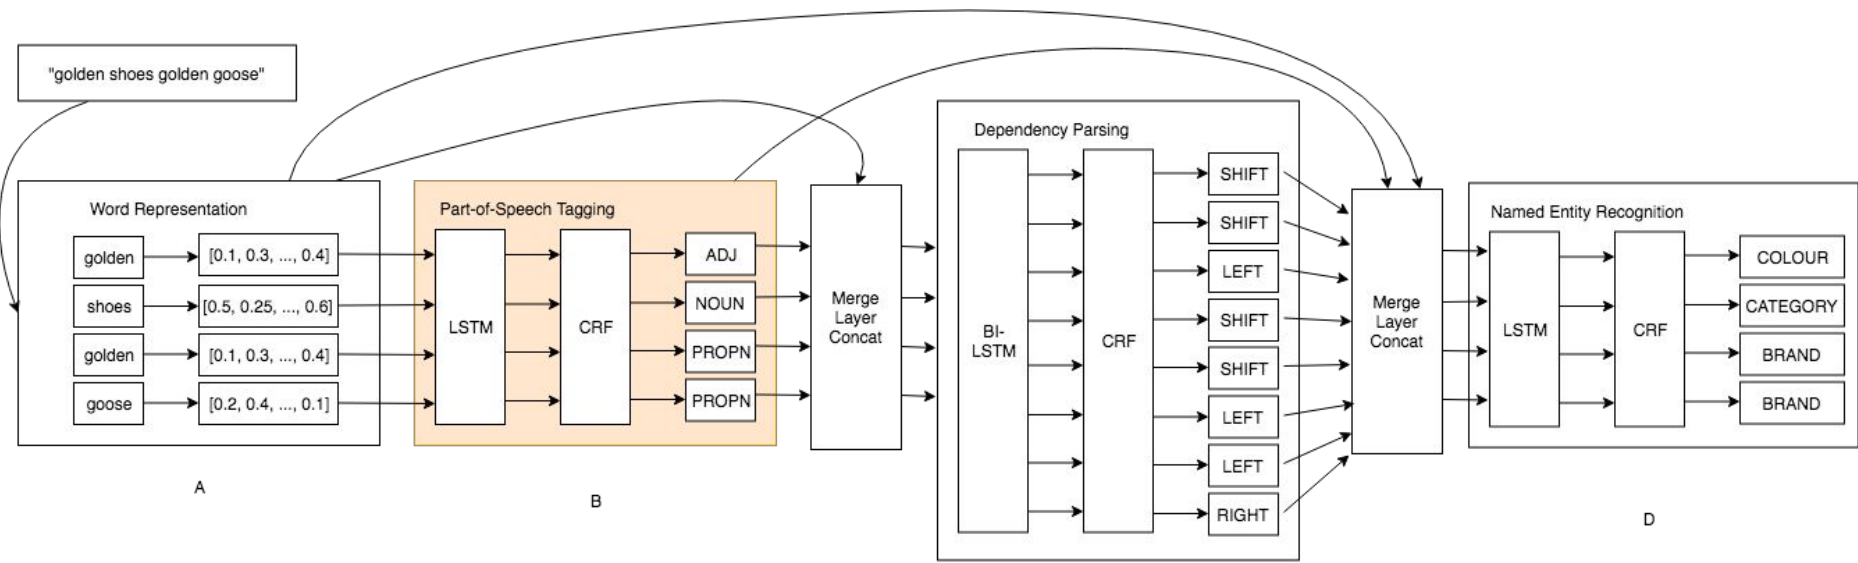 "golden shoes golden goose"
Word Representation
golden
[0.1, 0.3, ..., 0.4]
shoes
[0.5, 0.25, ..., 0.6]
golden
[0.1, 0.3, ..., 0.4]
goose
[0.2, 0.4, ..., 0.1]
A
Part-of-Speech Tagging
LSTM
CRF
ADJ
NOUN
PROPN
PROPN
B
Merge
Layer
Concat
Dependency Parsing
BI-
LSTM
CRF
SHIFT
SHIFT
LEFT
SHIFT
SHIFT
LEFT
LEFT
RIGHT
Merge
Layer
Concat
Named Entity Recognition
LSTM
CRF
COLOUR
CATEGORY
BRAND
BRAND
D